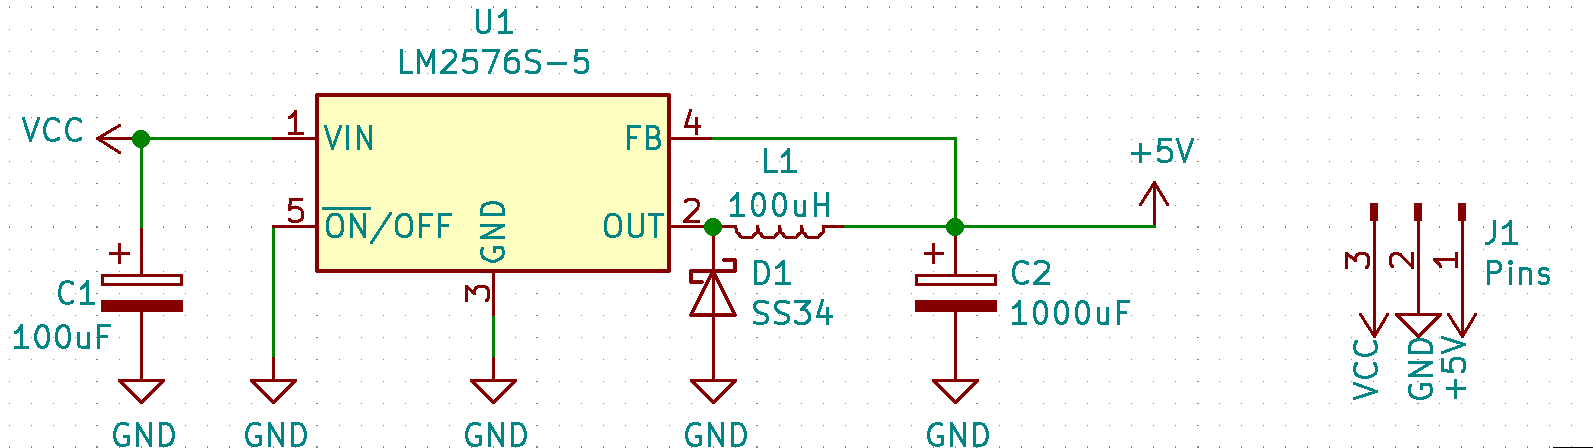 U1
LM2576S-5
VCC
1
VIN
FB
4
+5V
L1
100uH
5
ON/OFF
GND
OUT
2
3
+
C1
100uF
D1
SS34
+
C2
1000uF
GND
GND
GND
GND
GND
3
2
1
J1
Pins
VCC
GND
+5V